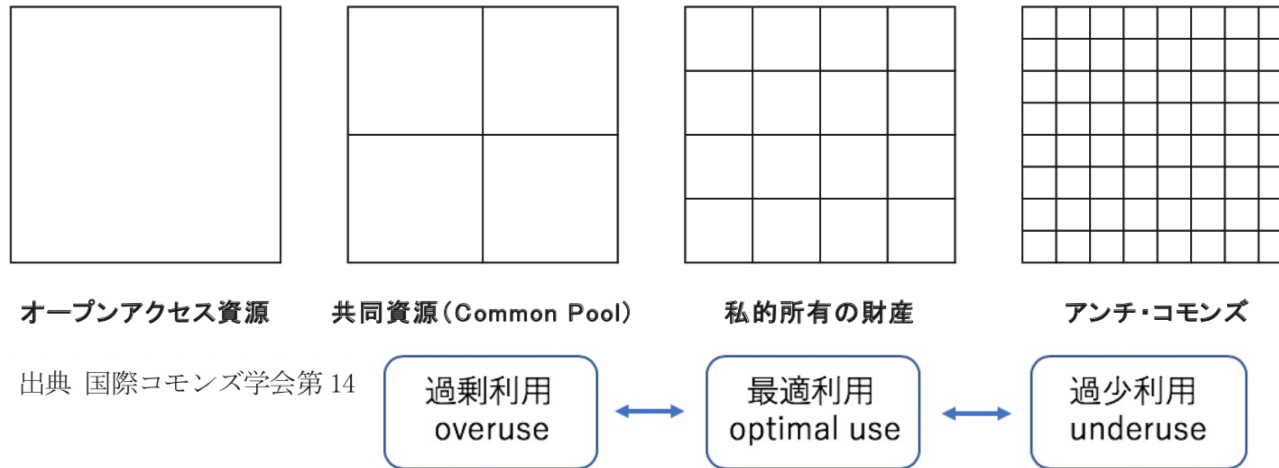 オープンアクセス資源
共同資源(Common Pool)
私的所有の財産
アンチ・コモンズ
出典 国際コモンズ学会第 14
過剰利用
overuse
最適利用
optimal use
過少利用
underuse